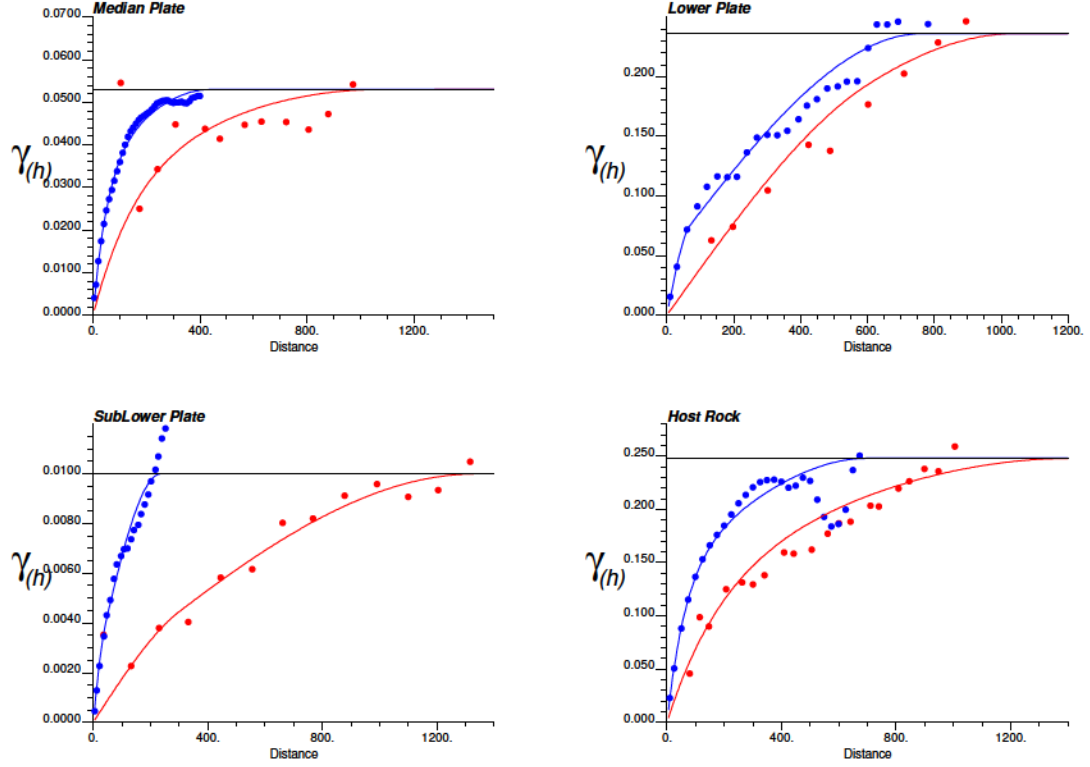 Median Plate
0.0700
0.0600
0.0500
0.0400
0.0300
0.0200
0.0100
0.0000
γ(h)
0. 400. 800. 1200.
Distance
Lower Plate
0.200
0.150
0.100
0.050
0.000
γ(h)
0. 200. 400. 600. 800. 1000. 1200.
Distance
SubLower Plate
0.0100
0.0080
0.0060
0.0040
0.0020
0.0000
γ(h)
0. 400. 800. 1200.
Distance
Host Rock
0.250
0.200
0.150
0.100
0.050
0.000
γ(h)
0. 400. 800. 1200.
Distance